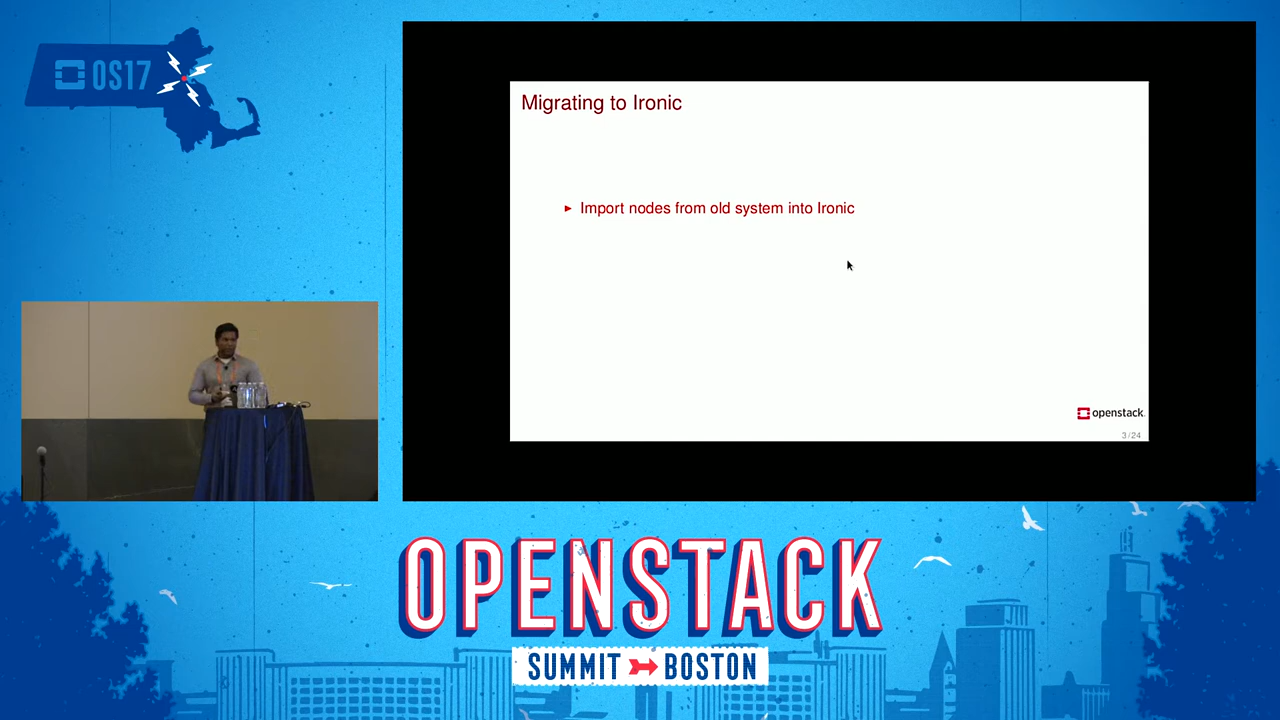 OS17
Migrating to Ironic
Import nodes from old system into Ironic
openstack.
3/24
OPENSTACK
SUMMIT BOSTON